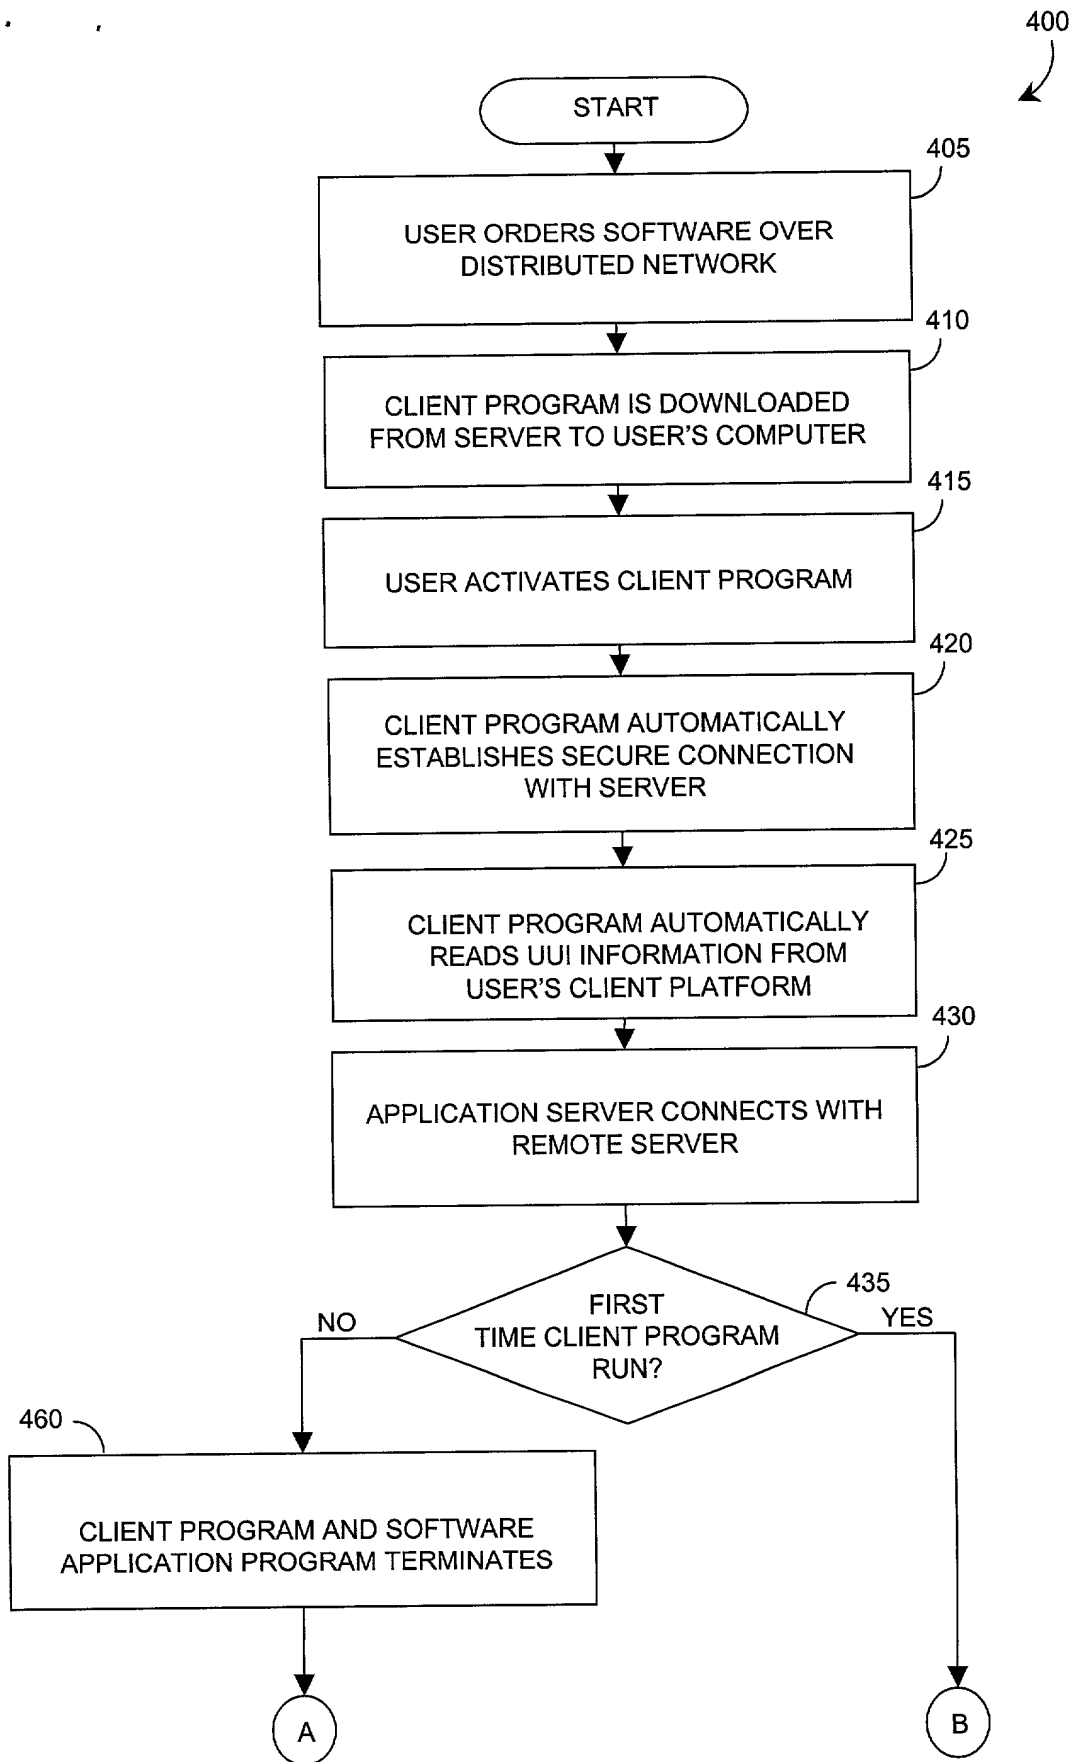 400
START
405
USER ORDERS SOFTWARE OVER
DISTRIBUTED NETWORK
410
CLIENT PROGRAM IS DOWNLOADED
FROM SERVER TO USER'S COMPUTER
415
USER ACTIVATES CLIENT PROGRAM
420
CLIENT PROGRAM AUTOMATICALLY
ESTABLISHES SECURE CONNECTION
WITH SERVER
425
CLIENT PROGRAM AUTOMATICALLY
READS UUI INFORMATION FROM
USER'S CLIENT PLATFORM
430
APPLICATION SERVER CONNECTS WITH
REMOTE SERVER
435
FIRST
TIME CLIENT PROGRAM
RUN?
NO
YES
460
CLIENT PROGRAM AND SOFTWARE
APPLICATION PROGRAM TERMINATES
A
B